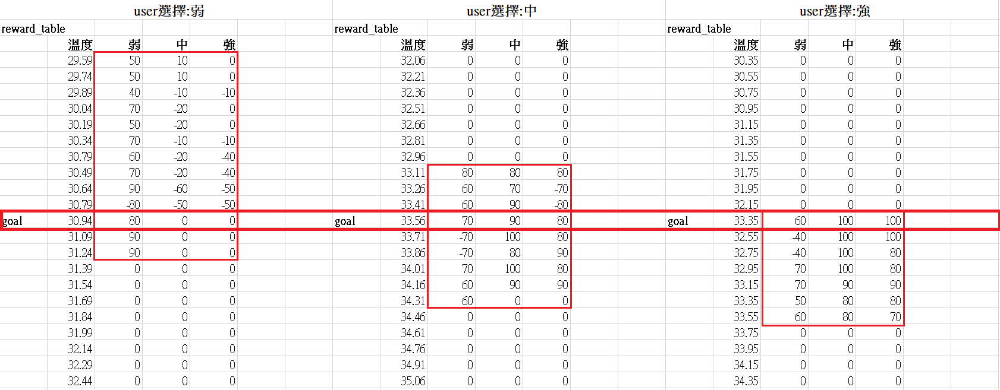 user選擇:弱 user選擇:中 user選擇:強
reward_table reward_table reward_table
溫度 弱 中 強 溫度 弱 中 強 溫度 弱 中 強
29.59 50 10 0 32.06 0 0 0 30.35 0 0 0
29.74 50 10 0 32.21 0 0 0 30.55 0 0 0
29.89 40 -10 -10 32.36 0 0 0 30.75 0 0 0
30.04 70 -20 0 32.51 0 0 0 30.95 0 0 0
30.19 50 -20 0 32.66 0 0 0 31.15 0 0 0
30.34 70 -10 -10 32.81 0 0 0 31.35 0 0 0
30.79 60 -20 -40 32.96 0 0 0 31.55 0 0 0
30.49 70 -20 -40 33.11 80 80 80 31.75 0 0 0
30.64 90 -60 -50 33.26 60 70 -70 31.95 0 0 0
30.79 -80 -50 -50 33.41 60 90 -80 32.15 0 0 0
goal 30.94 80 0 0 goal 33.56 70 90 80 goal 33.35 60 100 100
31.09 90 0 0 33.71 -70 100 80 32.55 -40 100 100
31.24 90 0 0 33.86 -70 80 90 32.75 -40 100 80
31.39 0 0 0 34.01 70 100 80 32.95 70 100 80
31.54 0 0 0 34.16 60 90 90 33.15 70 90 90
31.69 0 0 0 34.31 60 0 0 33.35 50 80 80
31.84 0 0 0 34.46 0 0 0 33.55 60 80 70
31.99 0 0 0 34.61 0 0 0 33.75 0 0 0
32.14 0 0 0 34.76 0 0 0 33.95 0 0 0
32.29 0 0 0 34.91 0 0 0 34.15 0 0 0
32.44 0 0 0 35.06 0 0 0 34.35 0 0 0